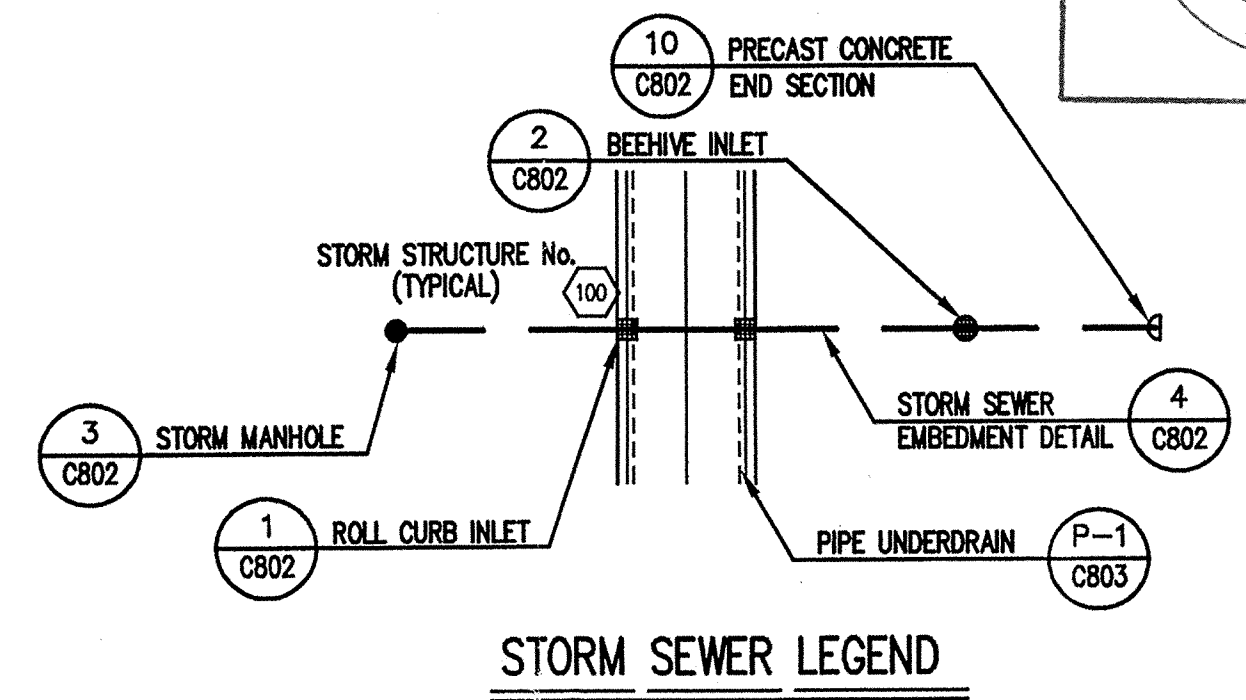 10
C802
PRECAST CONCRETE
END SECTION
2
C802
BEEHIVE INLET
STORM STRUCTURE No.
(TYPICAL)
100
3
C802
STORM MANHOLE
STORM SEWER
EMBEDMENT DETAIL
4
C802
1
C802
ROLL CURB INLET
PIPE UNDERDRAIN
P-1
C803
STORM SEWER LEGEND